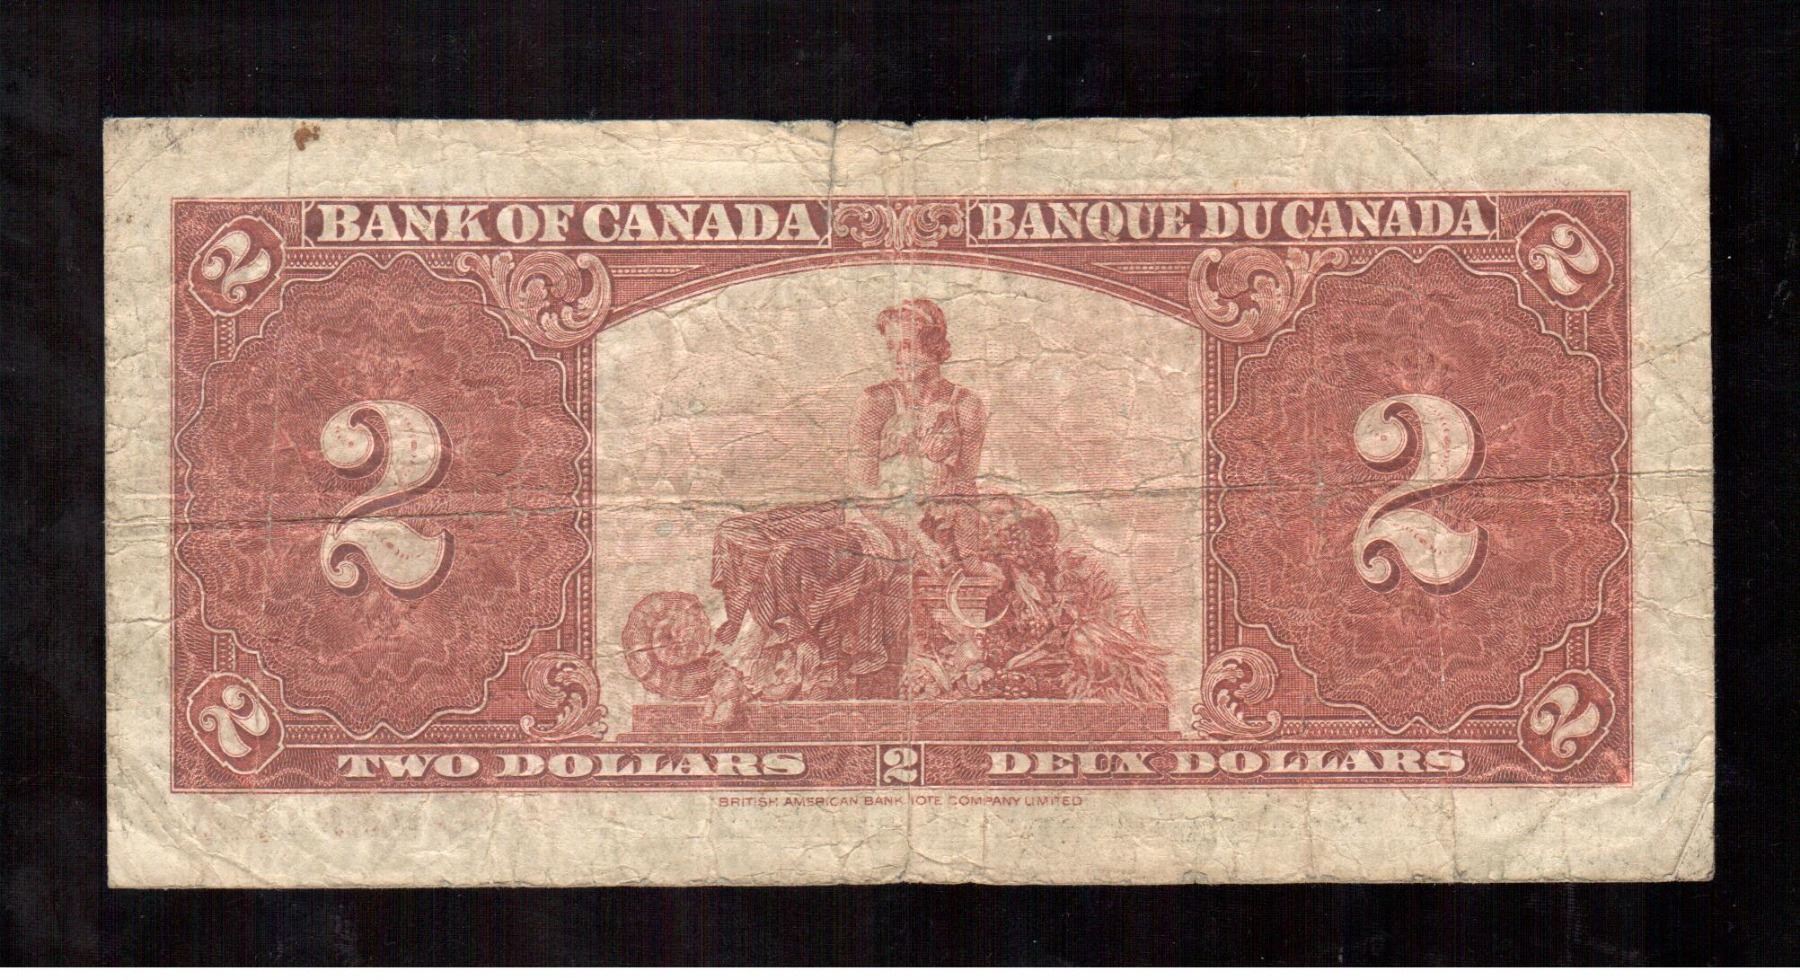 BANK OF CANADA BANQUE DU CANADA
2 2
2 2
2 2
TWO DOLLARS 2 DEUX DOLLARS
BRITISH AMERICAN BANK NOTE COMPANY LIMITED